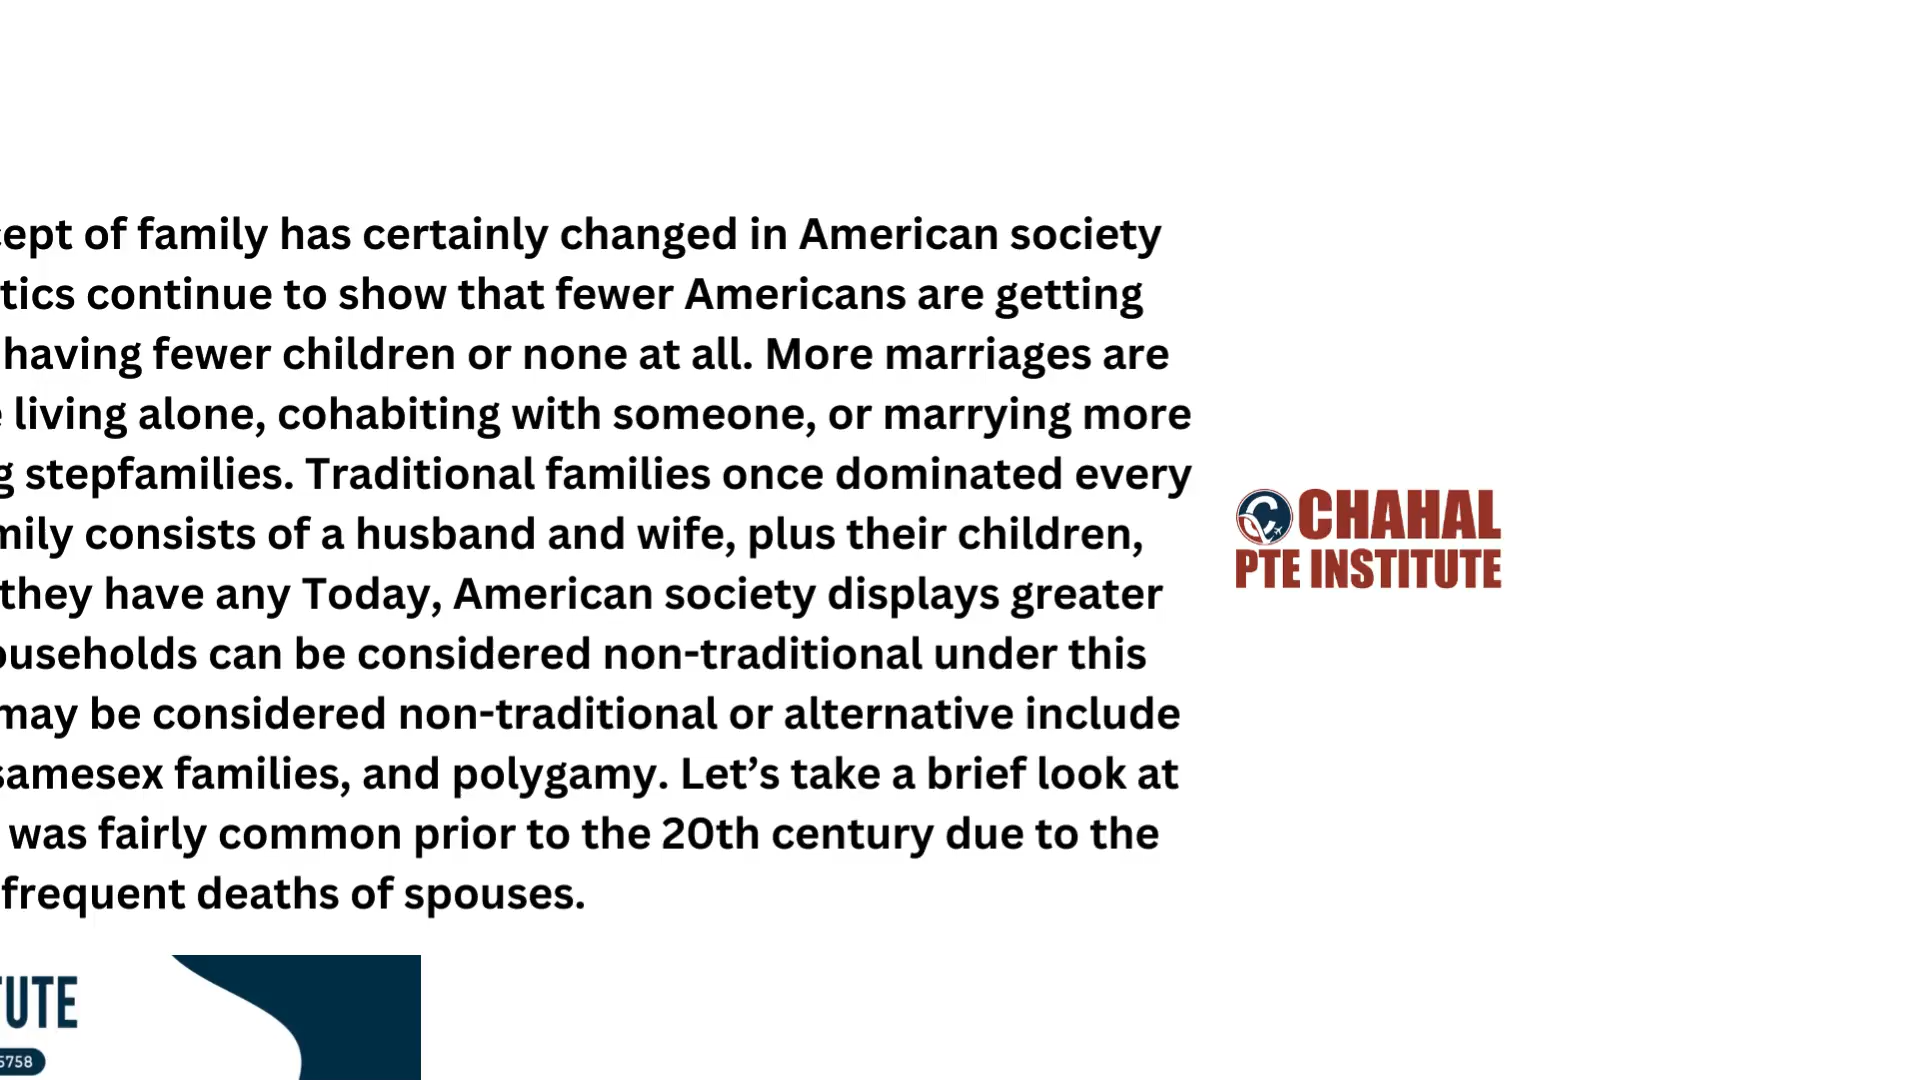 cept of family has certainly changed in American society
tics continue to show that fewer Americans are getting
having fewer children or none at all. More marriages are
living alone, cohabiting with someone, or marrying more
g stepfamilies. Traditional families once dominated every
mily consists of a husband and wife, plus their children,
they have any Today, American society displays greater
ouseholds can be considered non-traditional under this
may be considered non-traditional or alternative include
samesex families, and polygamy. Let’s take a brief look at
was fairly common prior to the 20th century due to the
frequent deaths of spouses.
CHAHAL
PTE INSTITUTE
TUTE
5758